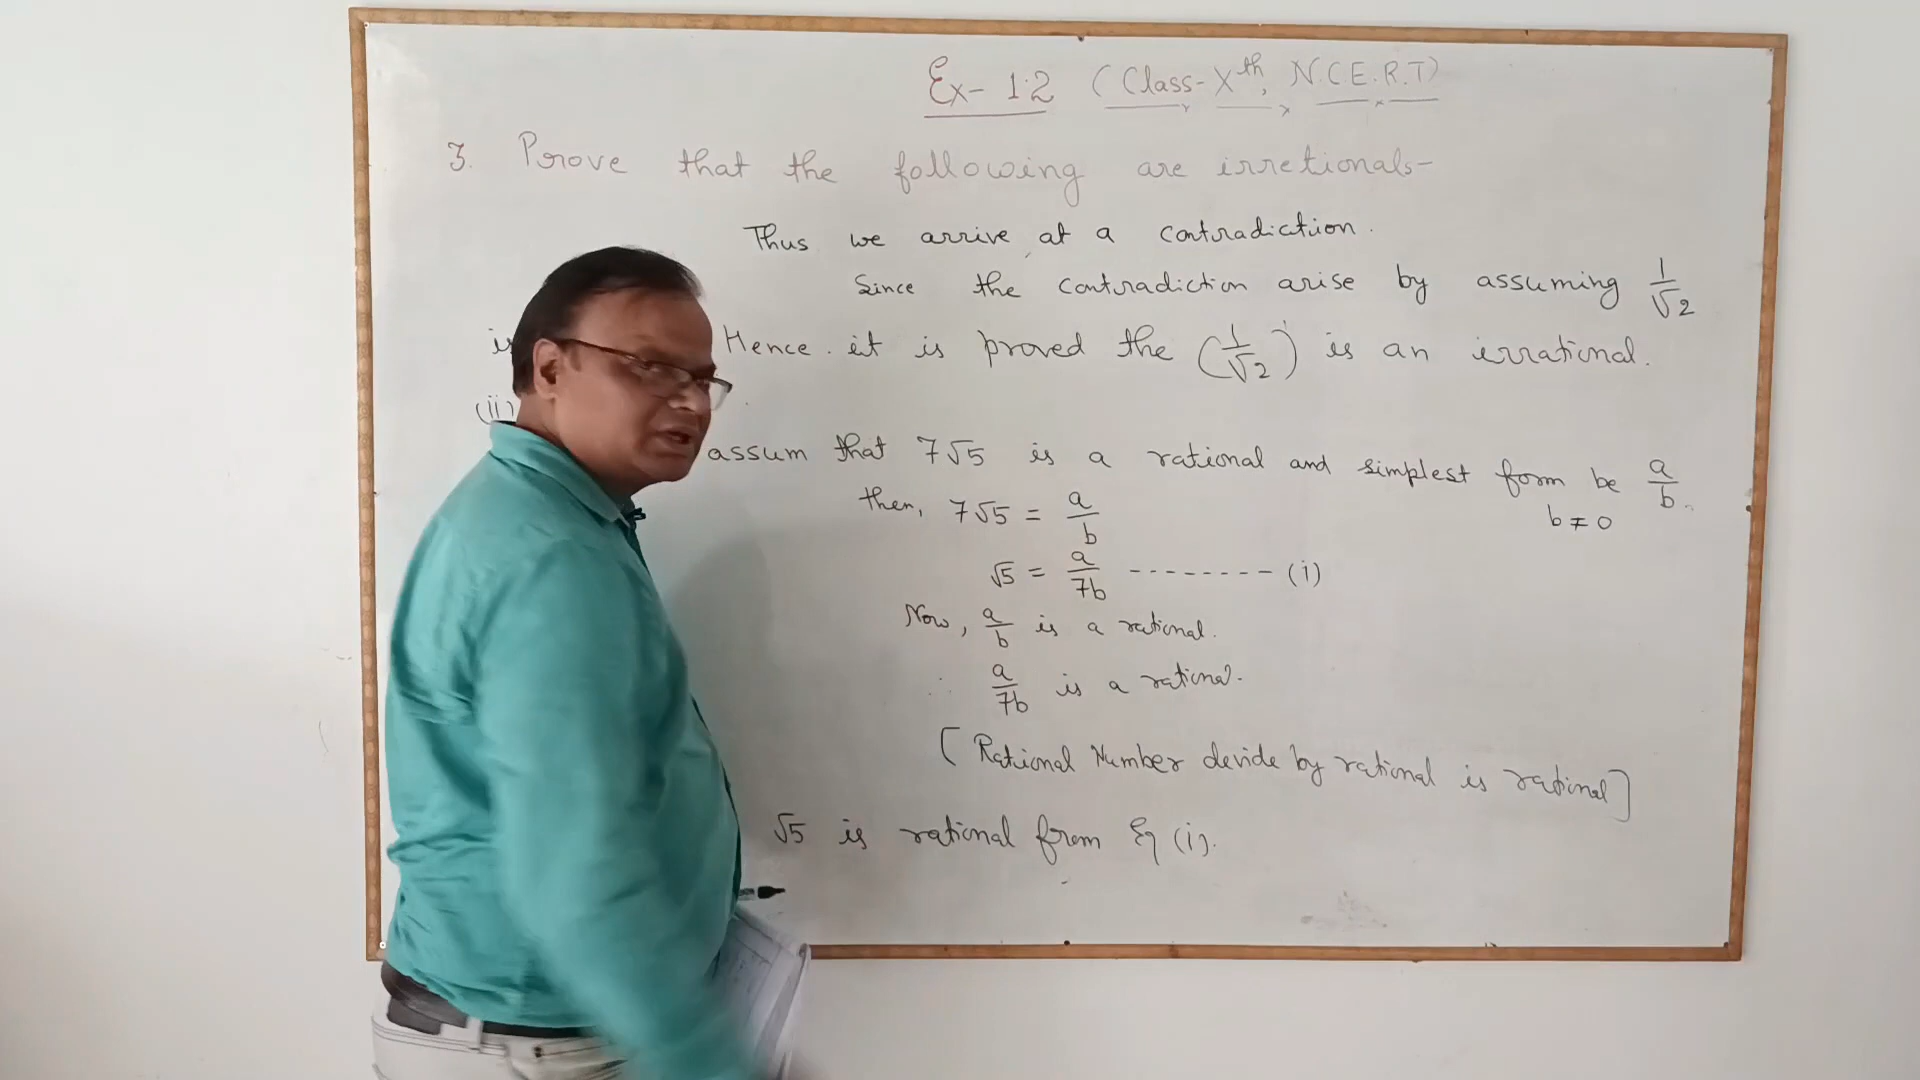 Ex- 1.2 (Class- Xth, N.C.E.R.T)
3. Prove that the following are irretionals-
Thus we arrive at a contradiction.
Since the contradiction arise by assuming 1/√2
is Hence it is proved the (1/√2) is an irrational.
(ii)
assum that 7√5 is a rational and simplest form be a/b.
b ≠ 0
then, 7√5 = a/b
√5 = a/7b -------- (i)
Now, a/b is a rational.
∴ a/7b is a rational.
[Rational Number devide by rational is rational]
√5 is rational from Eq (i).